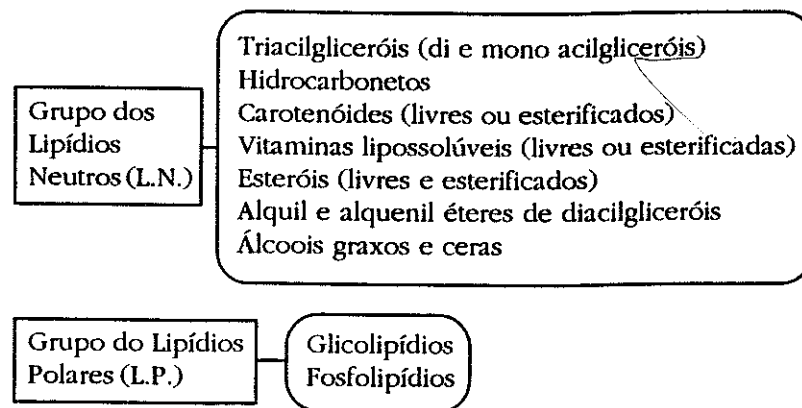 Grupo dos
Lipídios
Neutros (L.N.)
Triacilgliceróis (di e mono acilgliceróis)
Hidrocarbonetos
Carotenóides (livres ou esterificados)
Vitaminas lipossolúveis (livres ou esterificadas)
Esteróis (livres e esterificados)
Alquil e alquenil éteres de diacilgliceróis
Álcoois graxos e ceras
Grupo do Lipídios
Polares (L.P.)
Glicolipídios
Fosfolipídios